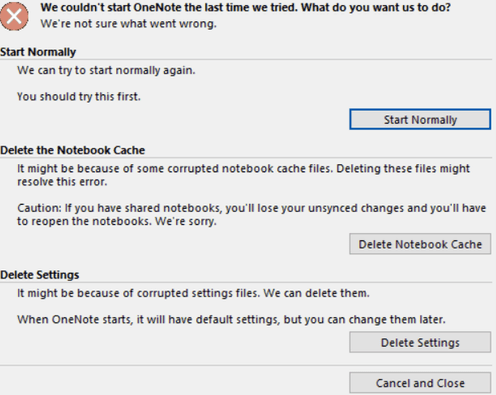 We couldn't start OneNote the last time we tried. What do you want us to do?
We're not sure what went wrong.
Start Normally
We can try to start normally again.
You should try this first.
Start Normally
Delete the Notebook Cache
It might be because of some corrupted notebook cache files. Deleting these files might
resolve this error.
Caution: If you have shared notebooks, you'll lose your unsynced changes and you'll have
to reopen the notebooks. We're sorry.
Delete Notebook Cache
Delete Settings
It might be because of corrupted settings files. We can delete them.
When OneNote starts, it will have default settings, but you can change them later.
Delete Settings
Cancel and Close